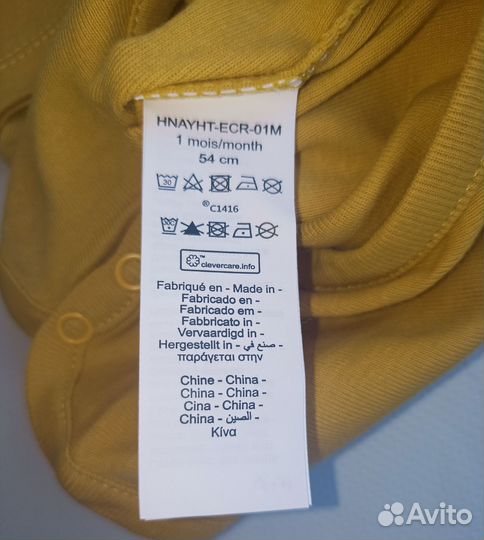 HNAYHT-ECR-01M
1 mois/month
54 cm
30
®C1416
clevercare.info
Fabriqué en - Made in -
Fabricado en -
Fabricado em -
Fabbricato in -
Vervaardigd in -
Hergestellt in - صنع في -
παράγεται στην
Chine - China -
China - China -
Cina - China -
China - الصين -
Κίνα
Avito